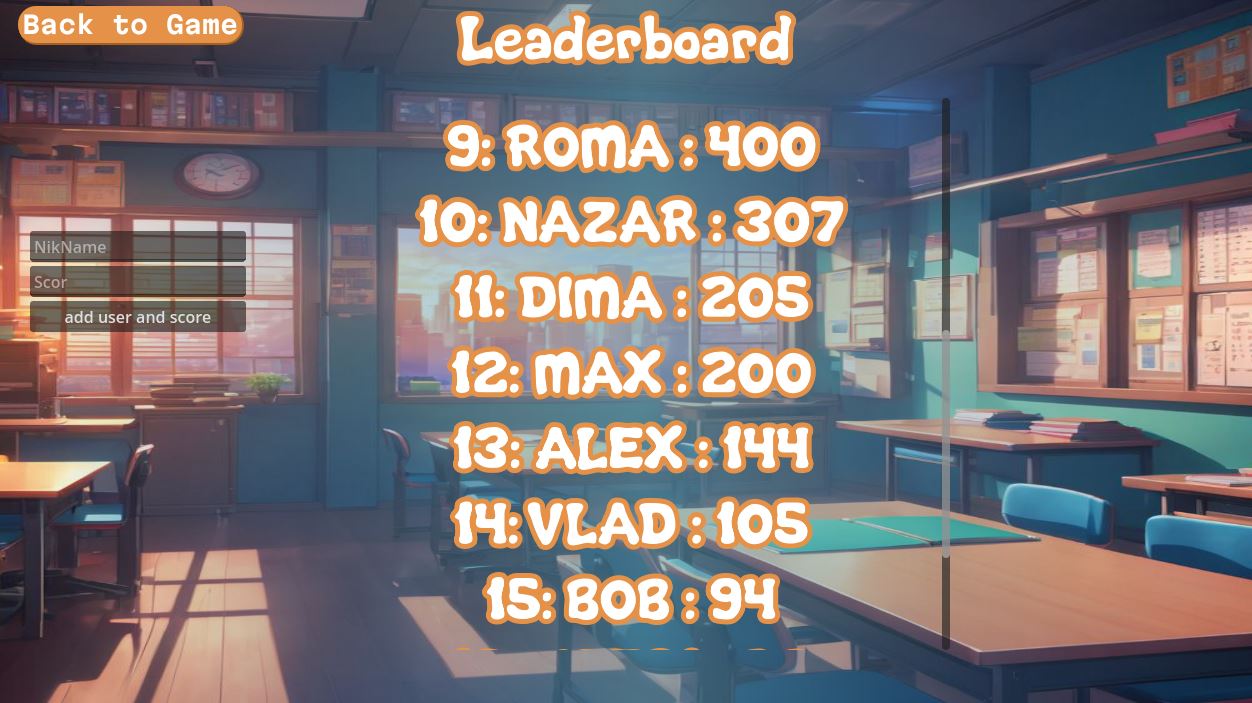 Back to Game
Leaderboard
NikName
Scor
add user and score
9: ROMA : 400
10: NAZAR : 307
11: DIMA : 205
12: MAX : 200
13: ALEX : 144
14: VLAD : 105
15: BOB : 94